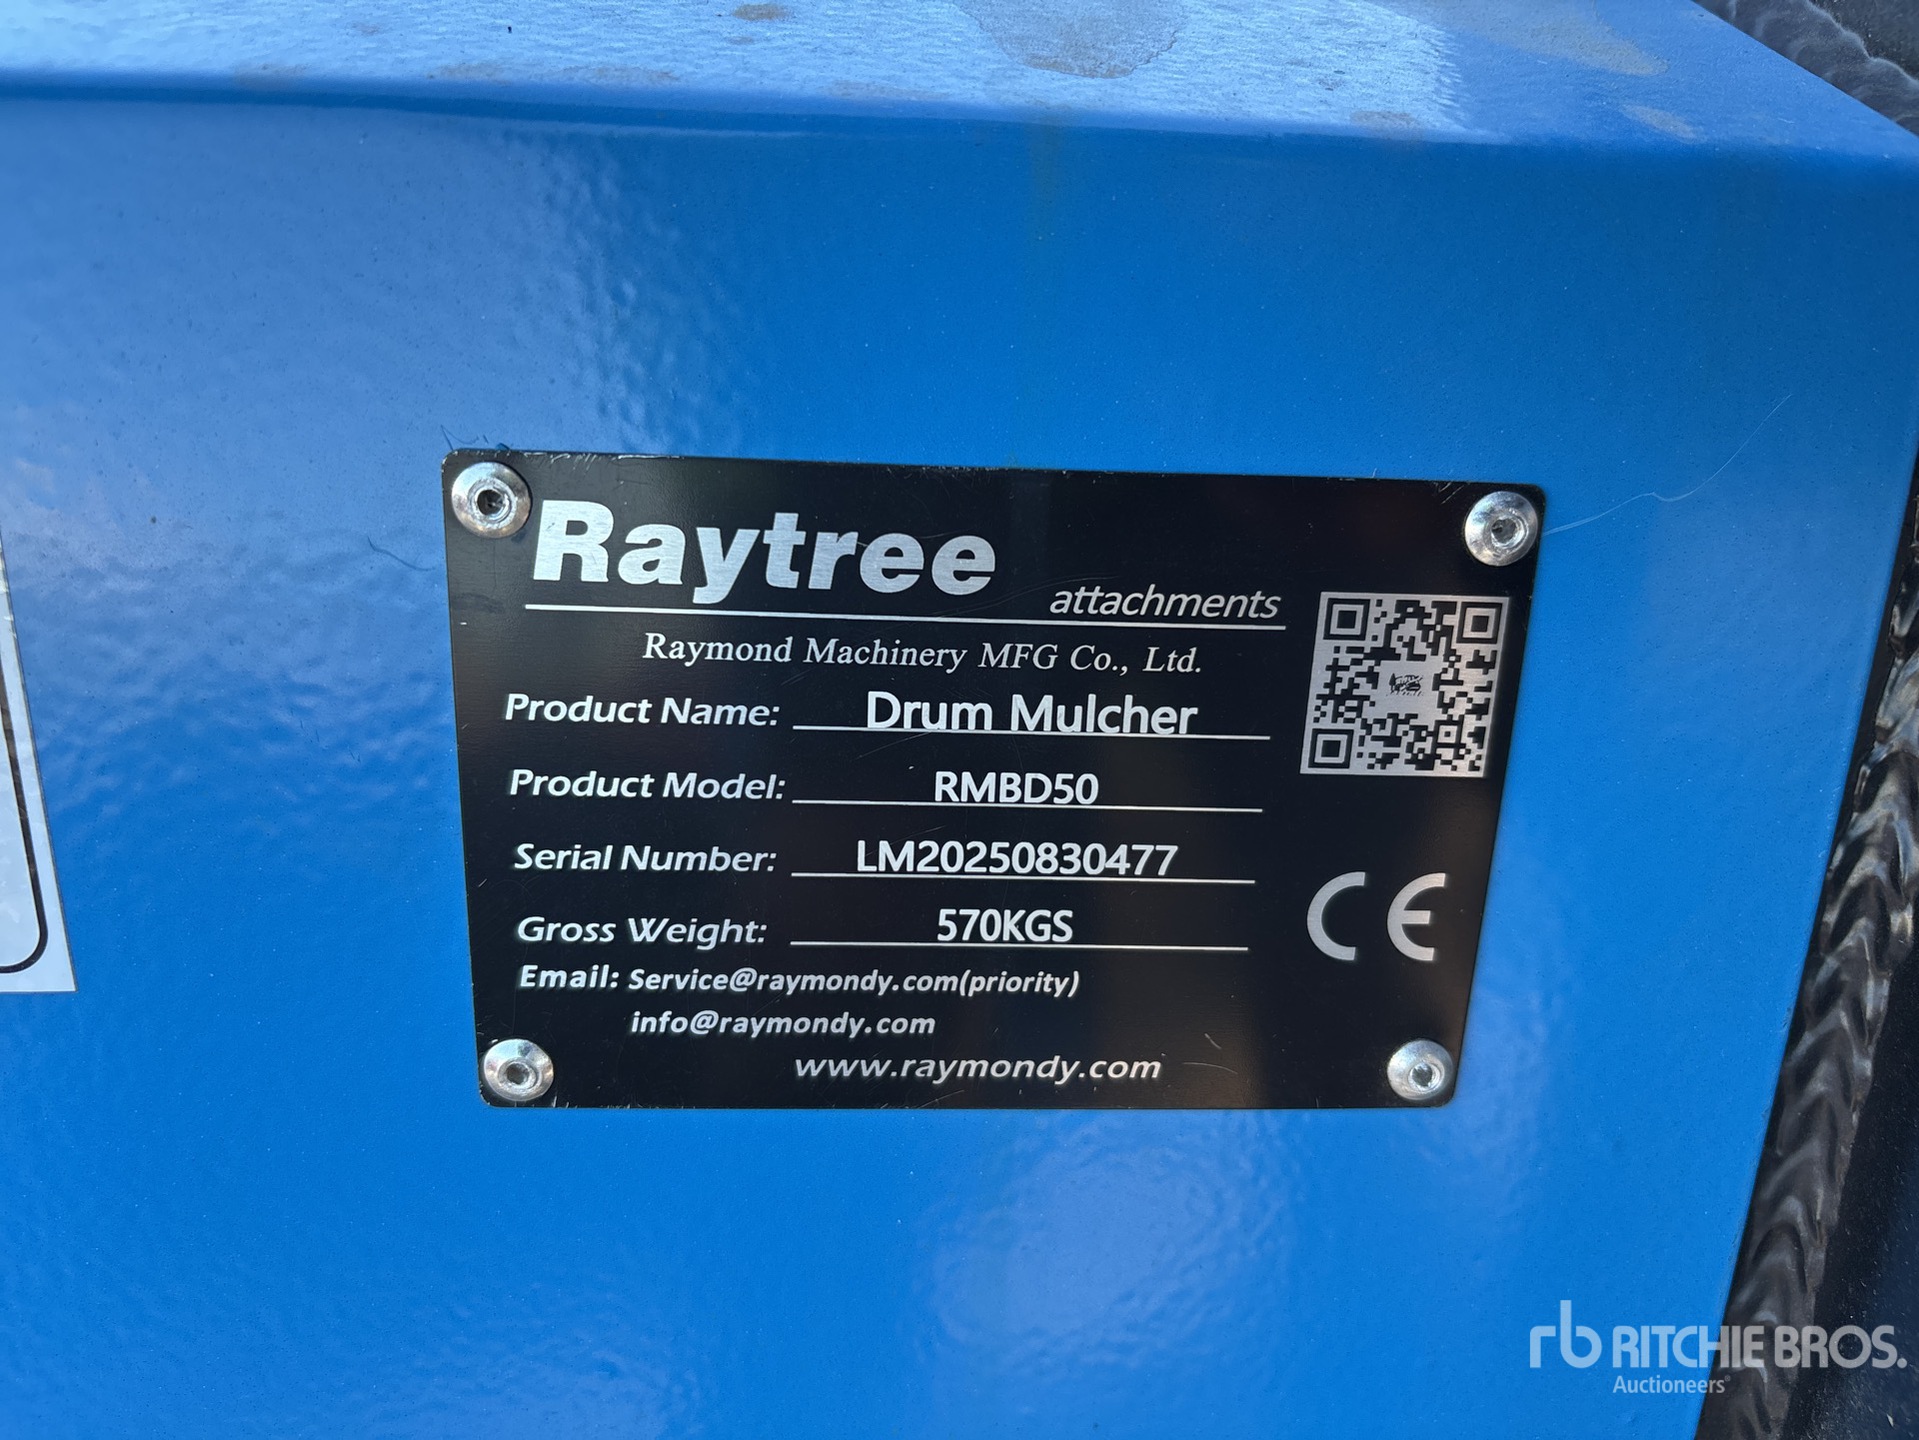 Raytree
attachments
Raymond Machinery MFG Co., Ltd.
Product Name: Drum Mulcher
Product Model: RMBD50
Serial Number: LM20250830477
Gross Weight: 570KGS
CE
Email: Service@raymondy.com(priority)
info@raymondy.com
www.raymondy.com
rb RITCHIE BROS.
Auctioneers